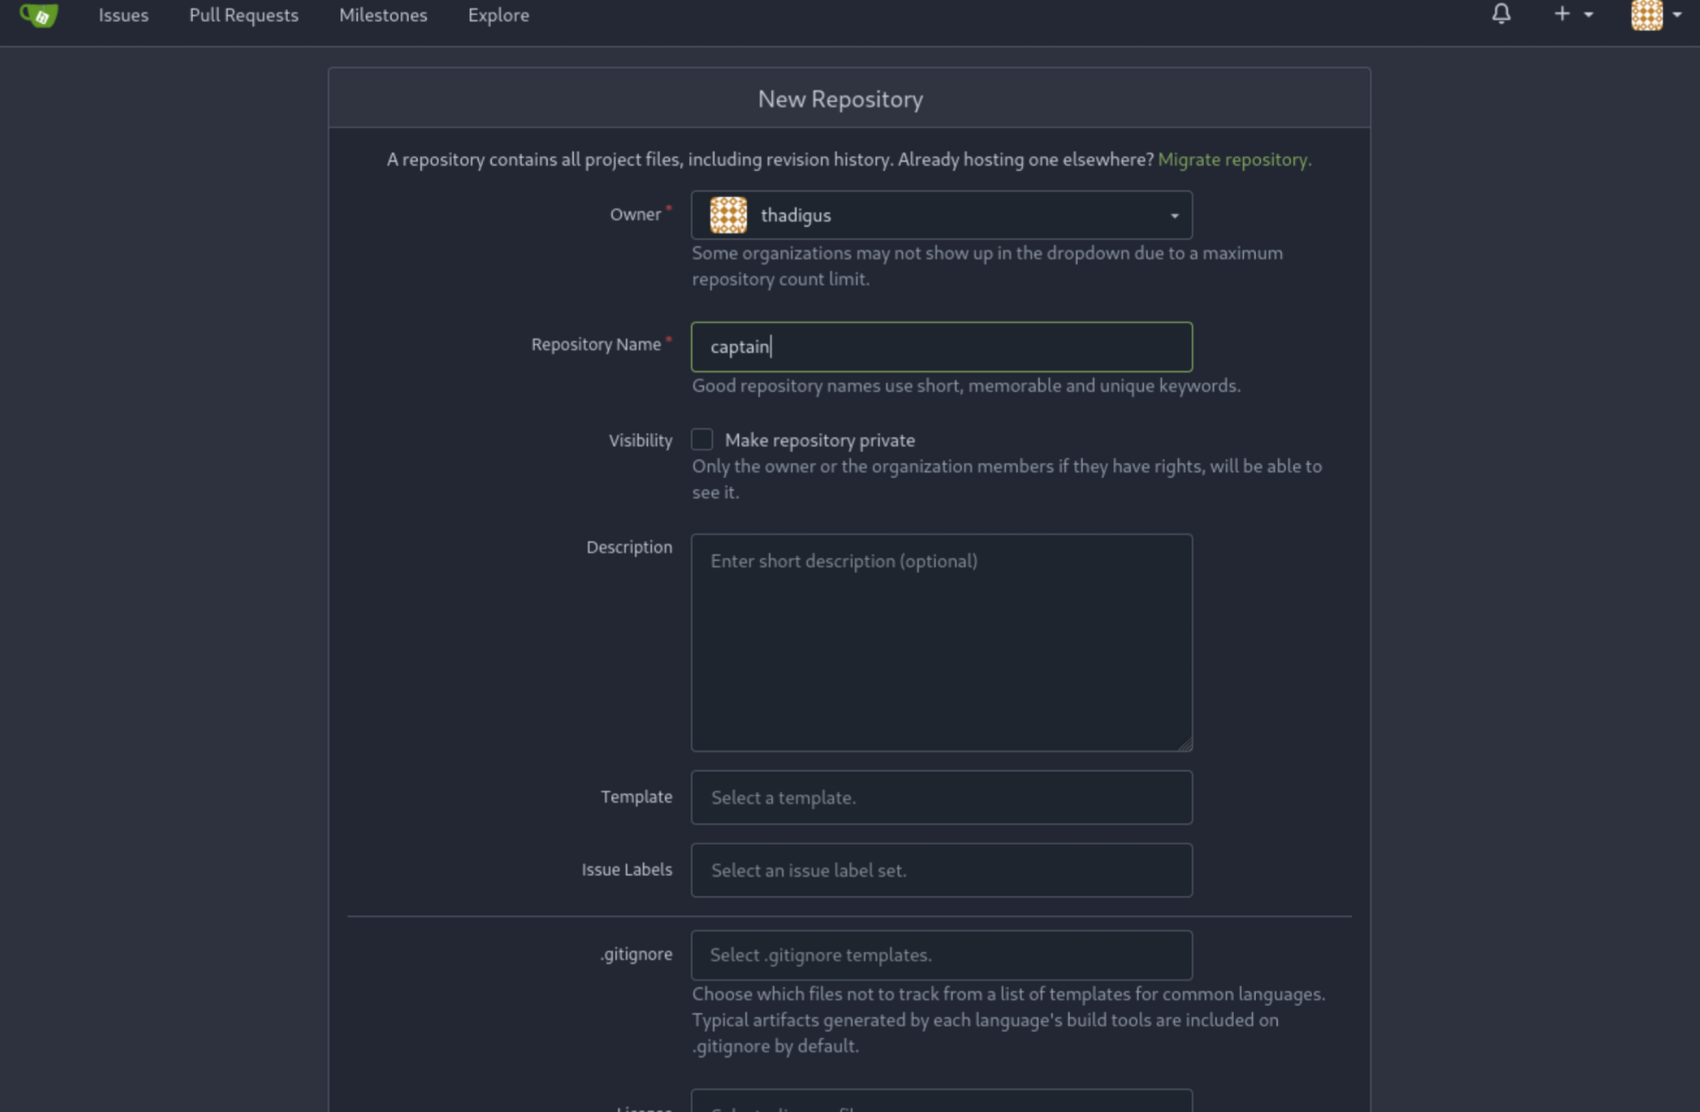 Issues Pull Requests Milestones Explore
New Repository
A repository contains all project files, including revision history. Already hosting one elsewhere? Migrate repository.
Owner *
thadigus
Some organizations may not show up in the dropdown due to a maximum
repository count limit.
Repository Name *
captain
Good repository names use short, memorable and unique keywords.
Visibility
Make repository private
Only the owner or the organization members if they have rights, will be able to
see it.
Description
Enter short description (optional)
Template
Select a template.
Issue Labels
Select an issue label set.
.gitignore
Select .gitignore templates.
Choose which files not to track from a list of templates for common languages.
Typical artifacts generated by each language's build tools are included on
.gitignore by default.